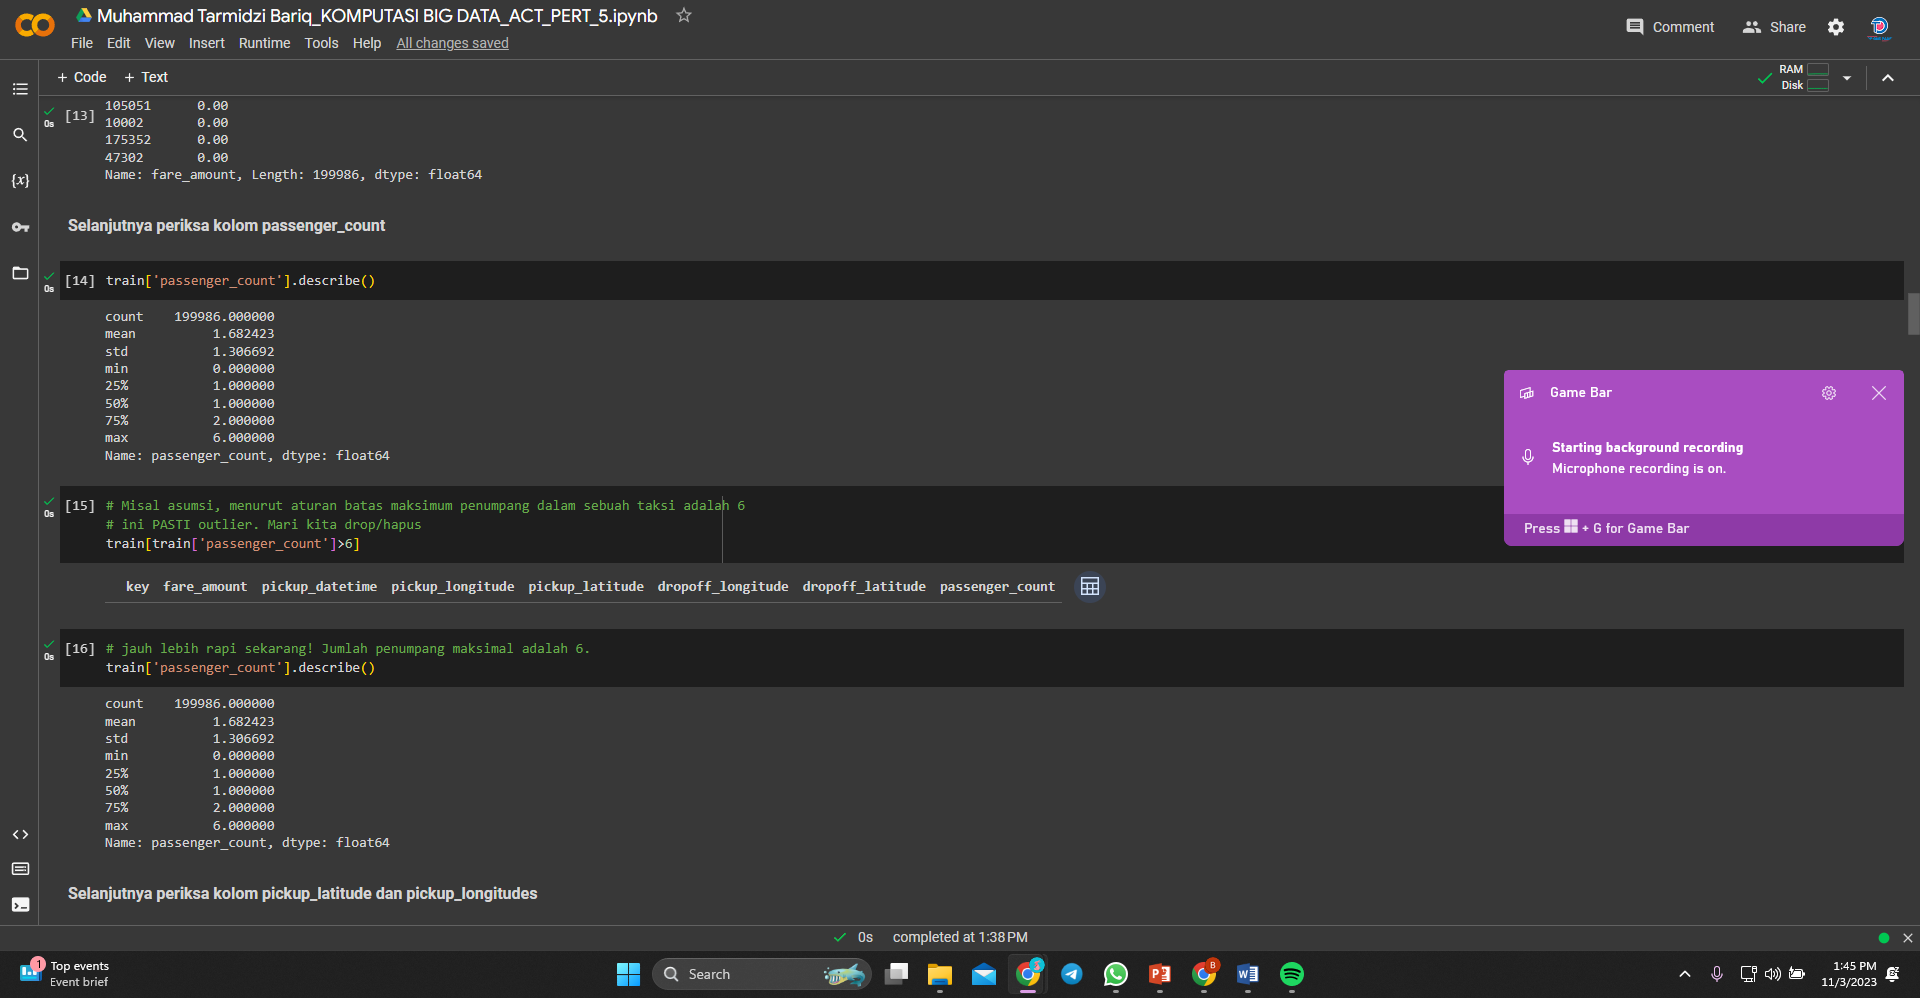 Muhammad Tarmidzi Bariq_KOMPUTASI BIG DATA_ACT_PERT_5.ipynb
File Edit View Insert Runtime Tools Help All changes saved
Comment Share
+ Code + Text
RAM
Disk
[13]
0s
105051 0.00
10002 0.00
175352 0.00
47302 0.00
Name: fare_amount, Length: 199986, dtype: float64
{x}
Selanjutnya periksa kolom passenger_count
[14] train['passenger_count'].describe()
0s
count 199986.000000
mean 1.682423
std 1.306692
min 0.000000
25% 1.000000
50% 1.000000
75% 2.000000
max 6.000000
Name: passenger_count, dtype: float64
Game Bar
Starting background recording
Microphone recording is on.
Press + G for Game Bar
[15] # Misal asumsi, menurut aturan batas maksimum penumpang dalam sebuah taksi adalah 6
0s
# ini PASTI outlier. Mari kita drop/hapus
train[train['passenger_count']>6]
key fare_amount pickup_datetime pickup_longitude pickup_latitude dropoff_longitude dropoff_latitude passenger_count
[16] # jauh lebih rapi sekarang! Jumlah penumpang maksimal adalah 6.
0s
train['passenger_count'].describe()
count 199986.000000
mean 1.682423
std 1.306692
min 0.000000
25% 1.000000
50% 1.000000
75% 2.000000
max 6.000000
Name: passenger_count, dtype: float64
Selanjutnya periksa kolom pickup_latitude dan pickup_longitudes
0s completed at 1:38 PM
1
Top events
Event brief
Search
B
1:45 PM
11/3/2023